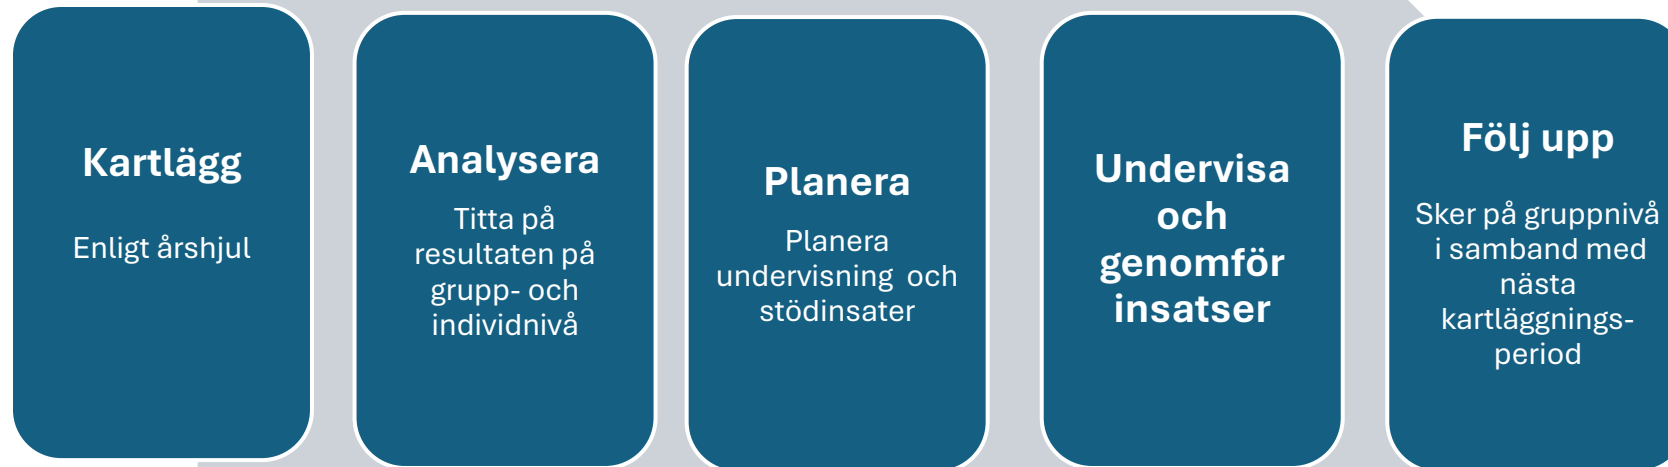 Kartlägg
Enligt årshjul
Analysera
Titta på
resultaten på
grupp- och
individnivå
Planera
Planera
undervisning  och
stödinsater
Undervisa
och
genomför
insatser
Följ upp
Sker på gruppnivå
i samband med
nästa
kartläggnings-
period